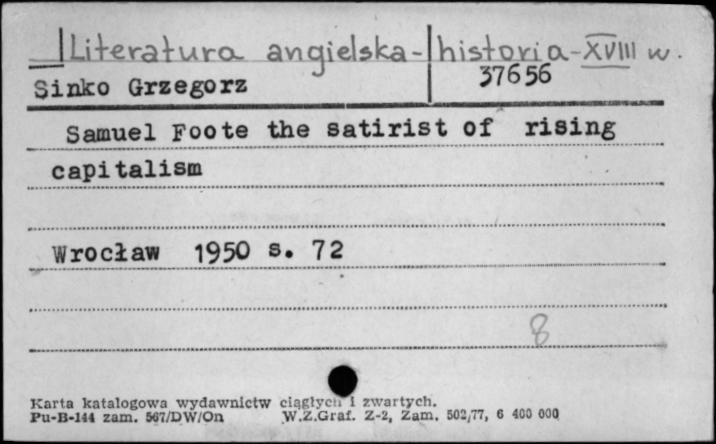 Literatura angielska - historia - XVIII w.
Sinko Grzegorz 37656
Samuel Foote the satirist of rising
capitalism
Wrocław 1950 s. 72
8
Karta katalogowa wydawnictw ciągłych i zwartych.
Pu-B-144 zam. 567/DW/On W.Z.Graf. Z-2, Zam. 502/77, 6 400 000